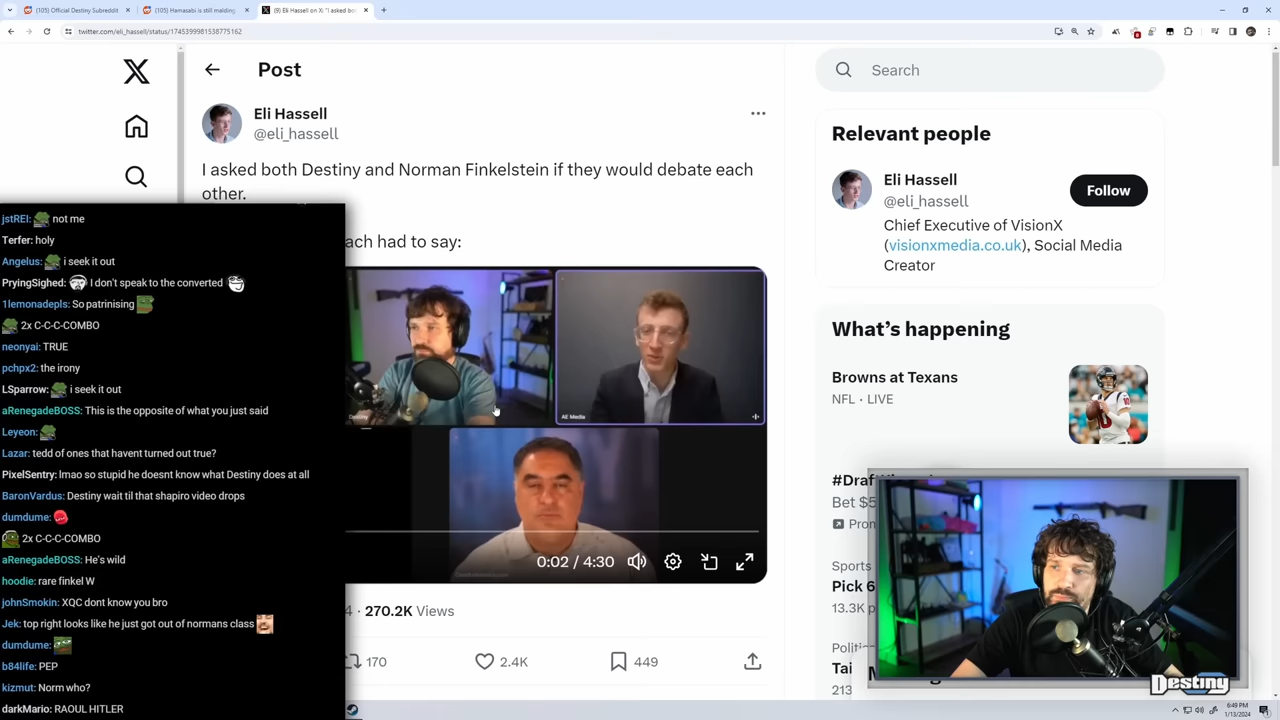 (105) Official Destiny Subreddit
(105) Hamasabi is still malding
(9) Eli Hassell on X: "I asked bot
twitter.com/eli_hassell/status/1745399981538775162
Post
Search
Eli Hassell
@eli_hassell
I asked both Destiny and Norman Finkelstein if they would debate each
other.
ach had to say:
Destiny
AE Media
0:02 / 4:30
270.2K Views
170
2.4K
449
Relevant people
Eli Hassell
@eli_hassell
Follow
Chief Executive of VisionX
(visionxmedia.co.uk), Social Media
Creator
What's happening
Browns at Texans
NFL · LIVE
#Draf
Bet $5
Pron
Sports
Pick 6
13.3K p
Politi
Tai
213
jstREI: not me
Terfer: holy
Angelus: i seek it out
PryingSighed: I don't speak to the converted
1lemonadepls: So patrinising
2x C-C-C-COMBO
neonyai: TRUE
pchpx2: the irony
LSparrow: i seek it out
aRenegadeBOSS: This is the opposite of what you just said
Leyeon:
Lazar: tedd of ones that havent turned out true?
PixelSentry: lmao so stupid he doesnt know what Destiny does at all
BaronVardus: Destiny wait til that shapiro video drops
dumdume:
2x C-C-C-COMBO
aRenegadeBOSS: He's wild
hoodie: rare finkel W
johnSmokin: XQC dont know you bro
Jek: top right looks like he just got out of normans class
dumdume:
b84life: PEP
kizmut: Norm who?
darkMario: RAOUL HITLER
Destiny
6:49 PM
1/13/2024